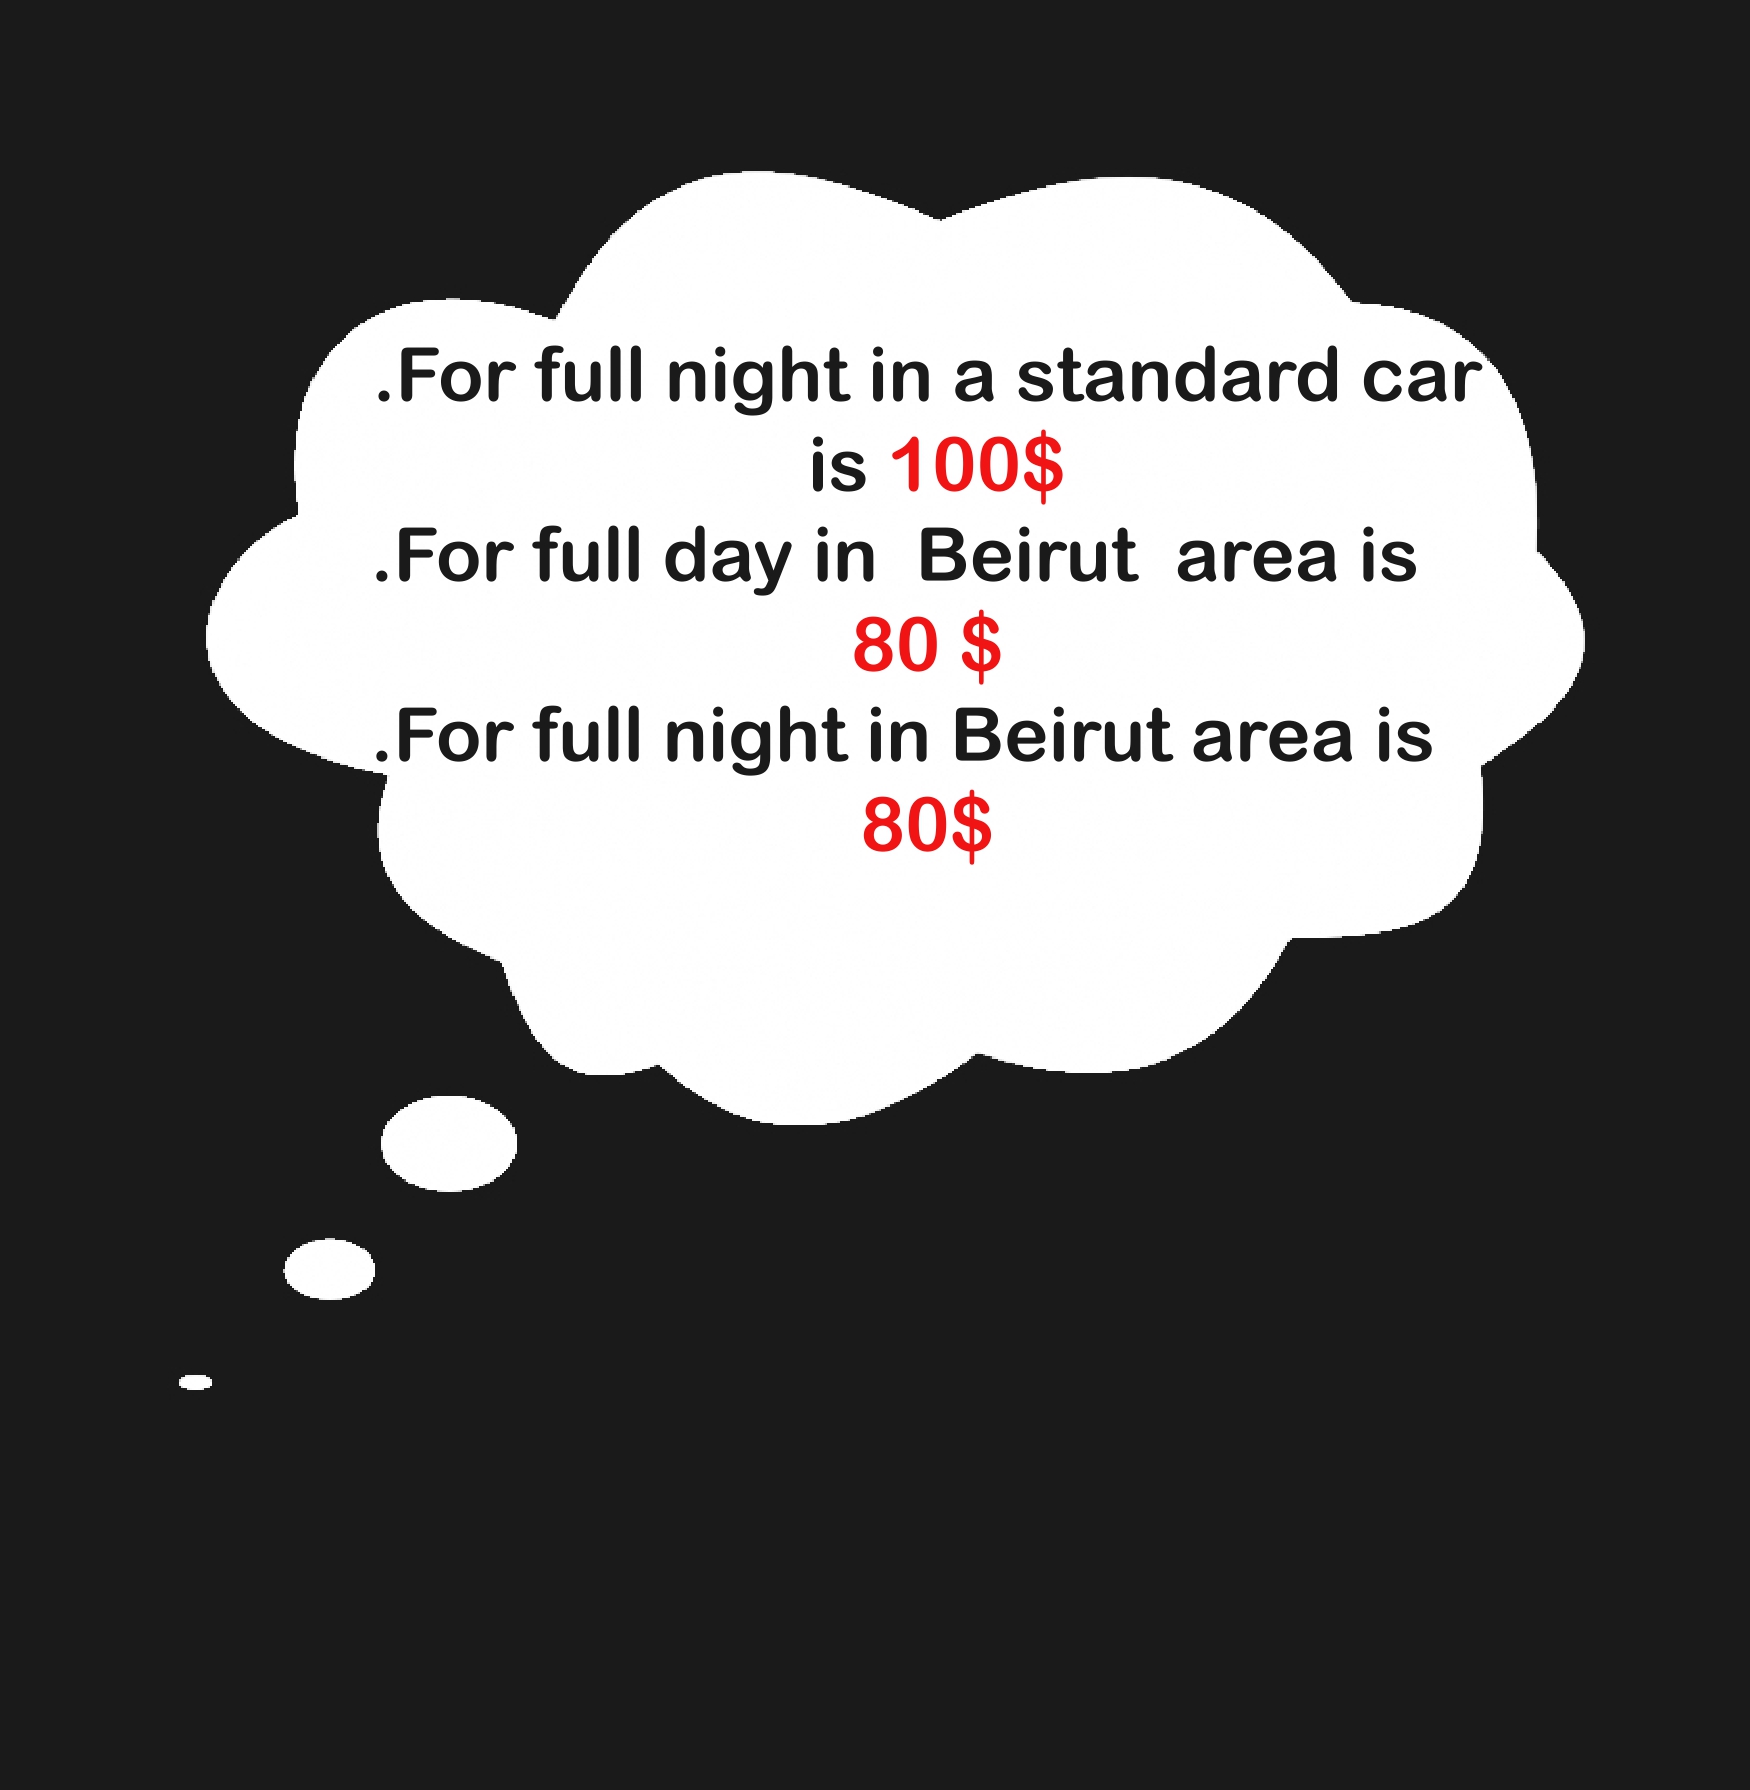 .For full night in a standard car
is 100$
.For full day in  Beirut  area is
80 $
.For full night in Beirut area is
80$